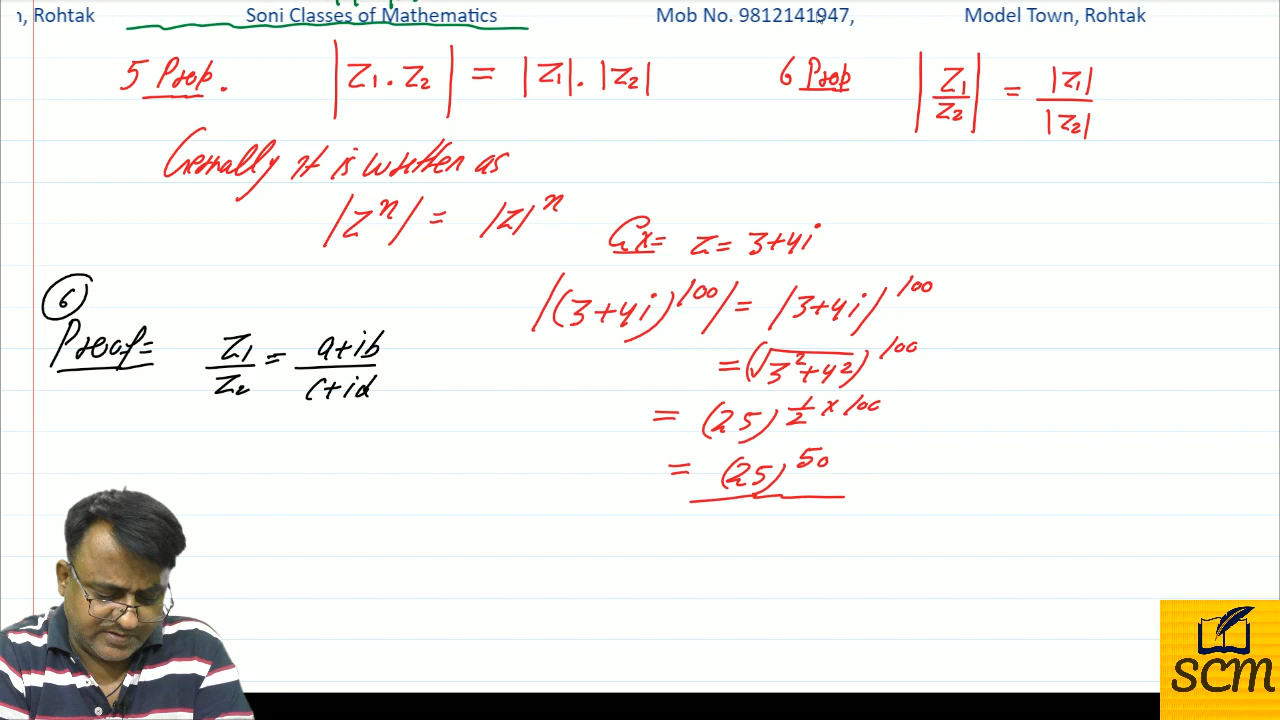 ı, Rohtak Soni Classes of Mathematics Mob No. 9812141947, Model Town, Rohtak
5 Prop. |Z₁ . Z₂| = |Z₁| . |Z₂|
6 Prop |Z₁/Z₂| = |Z₁|/|Z₂|
Genrally it is written as
|Zⁿ| = |Z|ⁿ
Ex= Z = 3+4i
|(3+4i)¹⁰⁰| = |3+4i|¹⁰⁰
= (√(3²+4²))¹⁰⁰
= (25)^(1/2 × 100)
= (25)⁵⁰
6
Proof= Z₁/Z₂ = (a+ib)/(c+id)
SCM